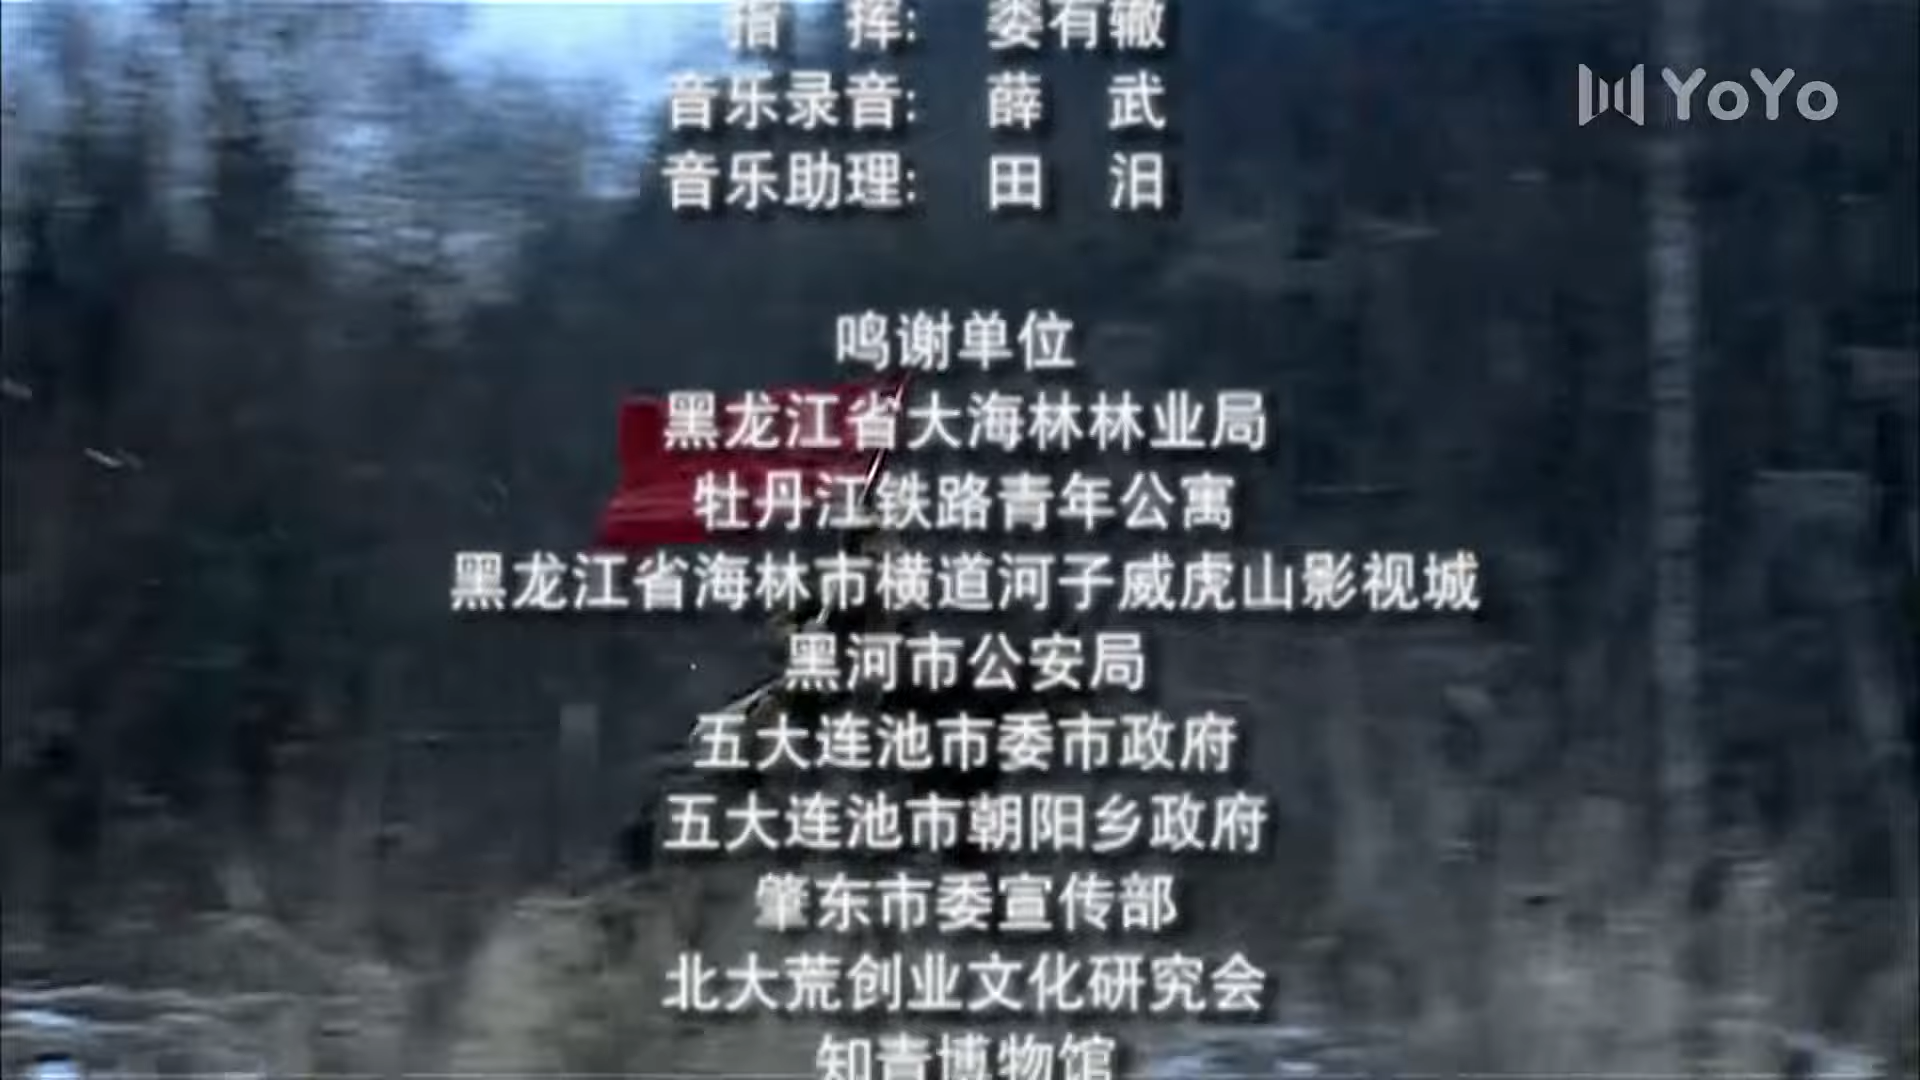 指 挥: 娄有辙
YoYo
音乐录音: 薛 武
音乐助理: 田 汨
鸣谢单位
黑龙江省大海林林业局
牡丹江铁路青年公寓
黑龙江省海林市横道河子威虎山影视城
黑河市公安局
五大连池市委市政府
五大连池市朝阳乡政府
肇东市委宣传部
北大荒创业文化研究会
知青博物馆